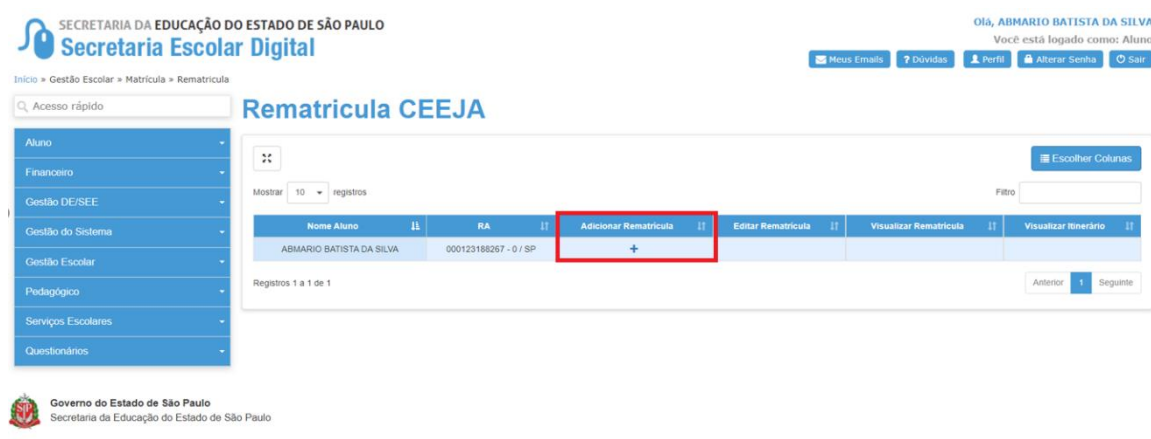 SECRETARIA DA EDUCAÇÃO DO ESTADO DE SÃO PAULO
Secretaria Escolar Digital
Olá, ABMARIO BATISTA DA SILVA
Você está logado como: Aluno
Meus Emails ? Dúvidas Perfil Alterar Senha Sair
Início » Gestão Escolar » Matrícula » Rematricula
Acesso rápido
Rematricula CEEJA
Aluno
Financeiro
Gestão DE/SEE
Gestão do Sistema
Gestão Escolar
Pedagógico
Serviços Escolares
Questionários
Escolher Colunas
Mostrar 10 registros
Filtro
Nome Aluno RA Adicionar Rematricula Editar Rematricula Visualizar Rematricula Visualizar Itinerário
ABMARIO BATISTA DA SILVA 000123188267 - 0 / SP +
Registros 1 a 1 de 1
Anterior 1 Seguinte
Governo do Estado de São Paulo
Secretaria da Educação do Estado de São Paulo